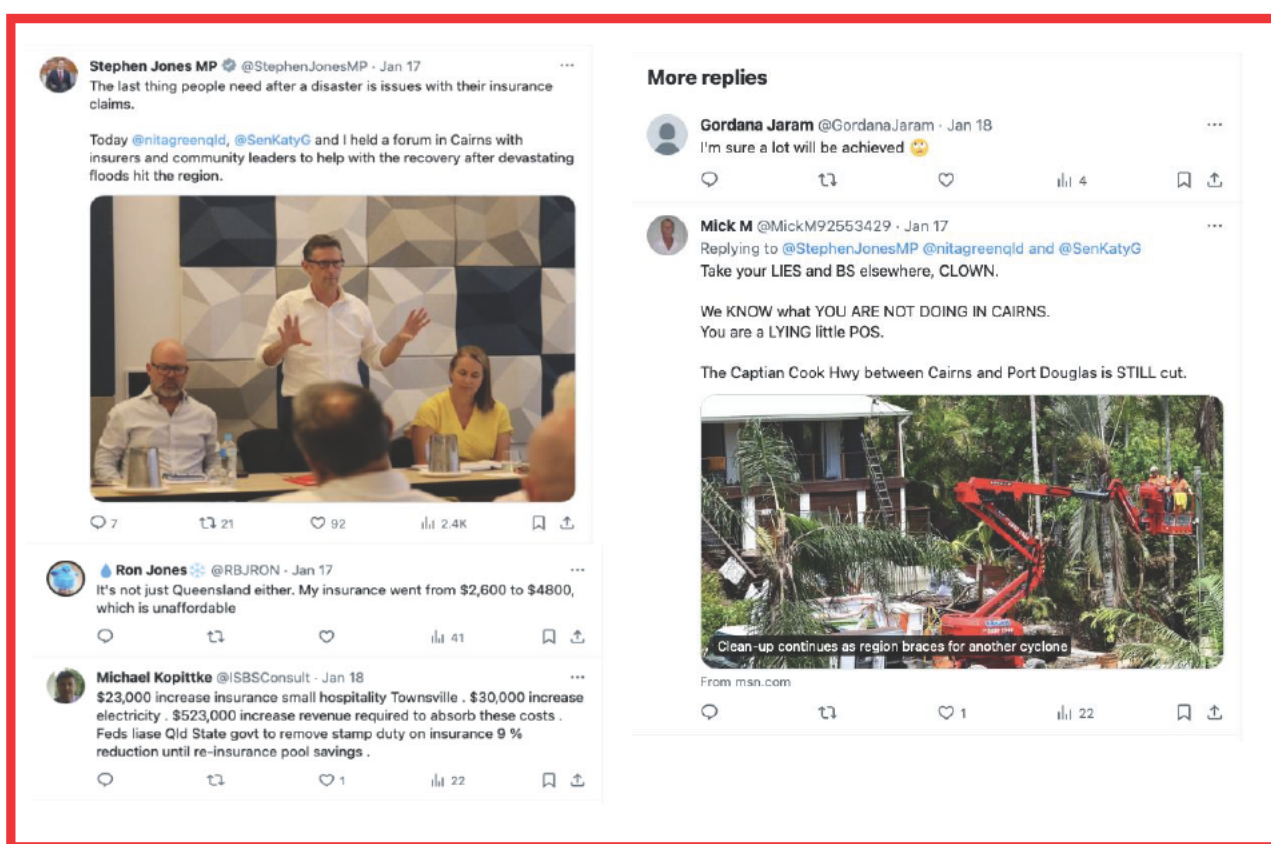 Stephen Jones MP @StephenJonesMP · Jan 17
The last thing people need after a disaster is issues with their insurance
claims.
Today @nitagreenqld, @SenKatyG and I held a forum in Cairns with
insurers and community leaders to help with the recovery after devastating
floods hit the region.
7 21 92 2.4K
Ron Jones @RBJRON · Jan 17
It's not just Queensland either. My insurance went from $2,600 to $4800,
which is unaffordable
41
Michael Kopittke @ISBSConsult · Jan 18
$23,000 increase insurance small hospitality Townsville . $30,000 increase
electricity . $523,000 increase revenue required to absorb these costs .
Feds liase Qld State govt to remove stamp duty on insurance 9 %
reduction until re-insurance pool savings .
1 22
More replies
Gordana Jaram @GordanaJaram · Jan 18
I'm sure a lot will be achieved 🙄
4
Mick M @MickM92553429 · Jan 17
Replying to @StephenJonesMP @nitagreenqld and @SenKatyG
Take your LIES and BS elsewhere, CLOWN.
We KNOW what YOU ARE NOT DOING IN CAIRNS.
You are a LYING little POS.
The Captian Cook Hwy between Cairns and Port Douglas is STILL cut.
Clean-up continues as region braces for another cyclone
From msn.com
1 22